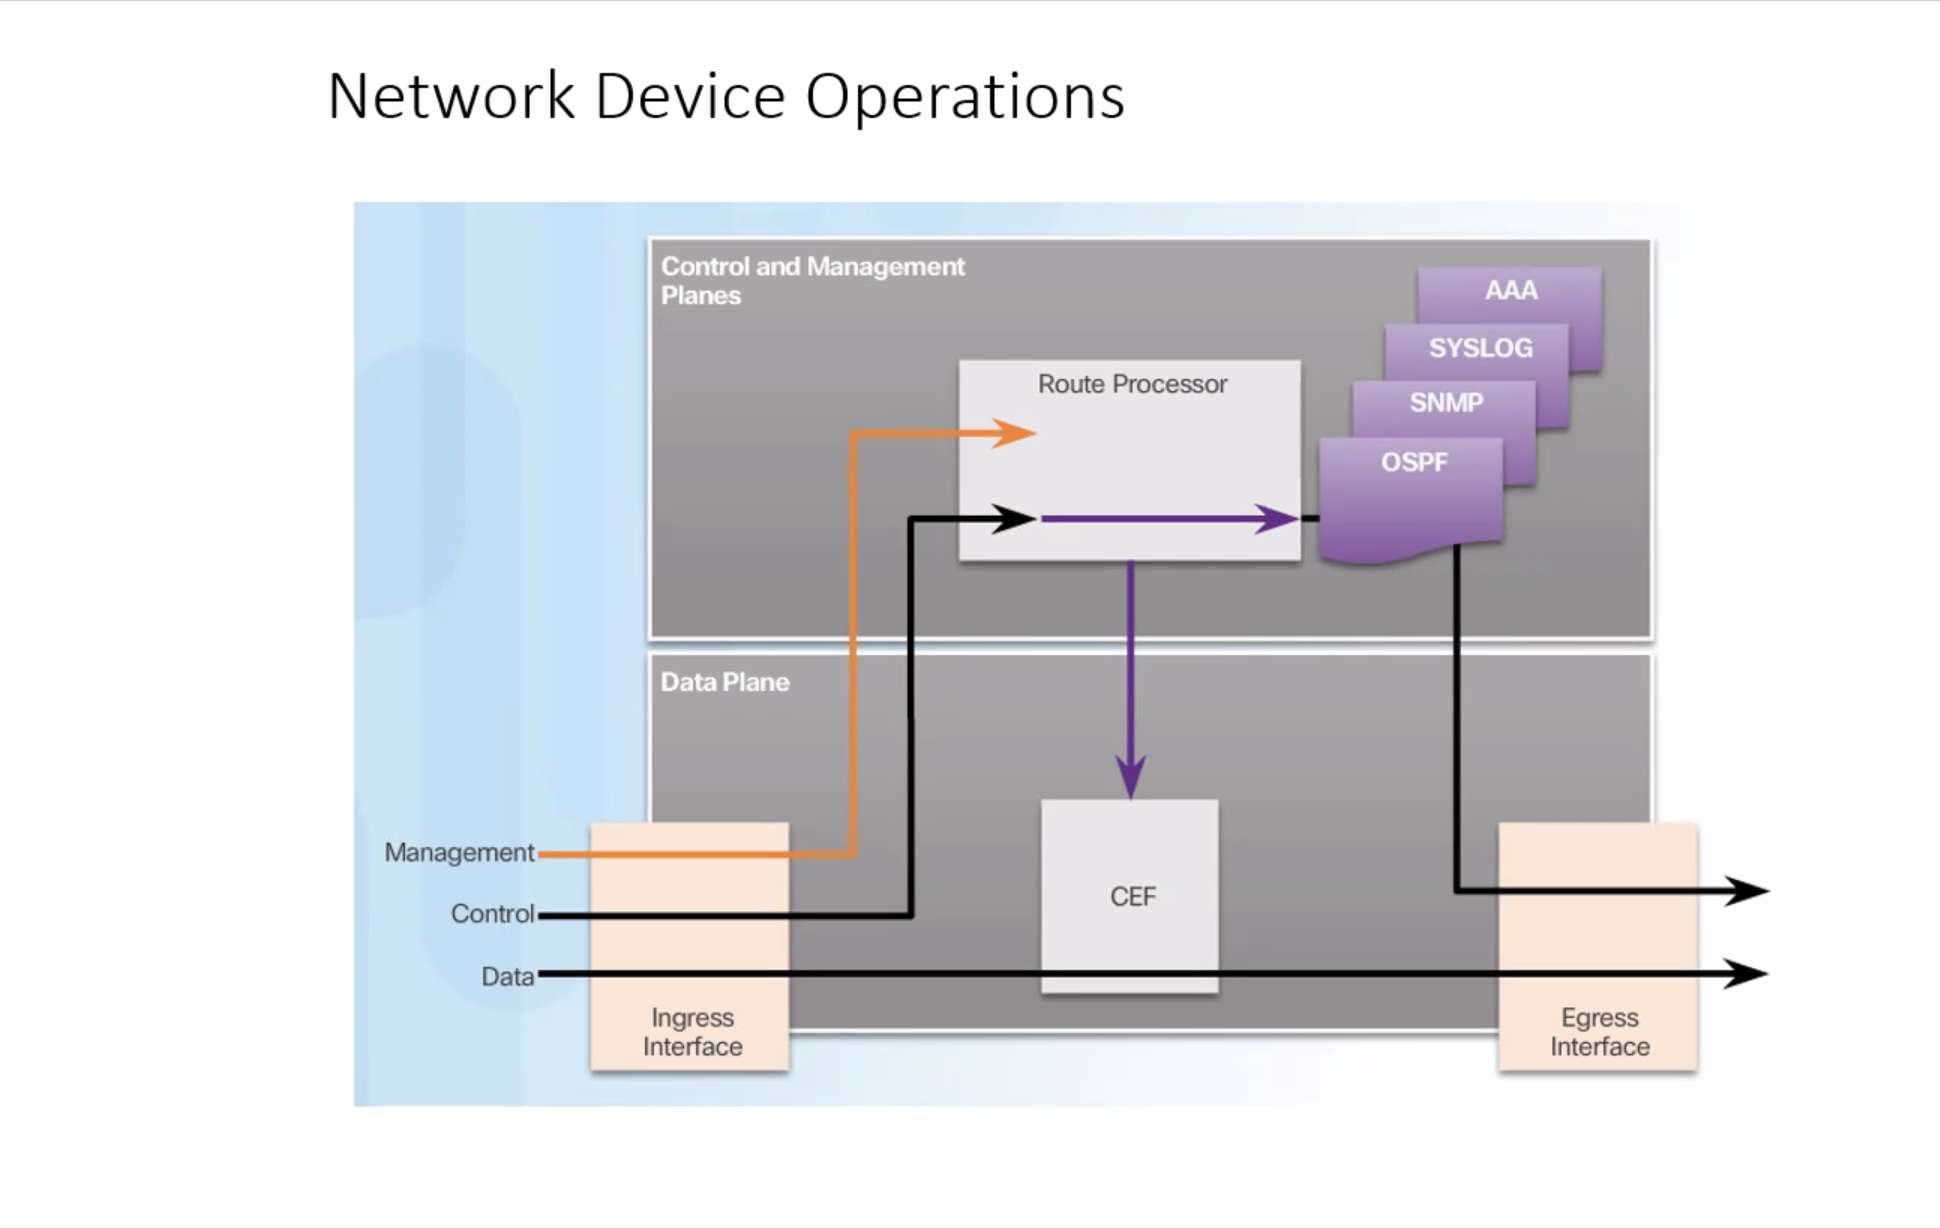 Network Device Operations
Control and Management
Planes
AAA
SYSLOG
SNMP
OSPF
Route Processor
Data Plane
Management
Control
Data
CEF
Ingress
Interface
Egress
Interface